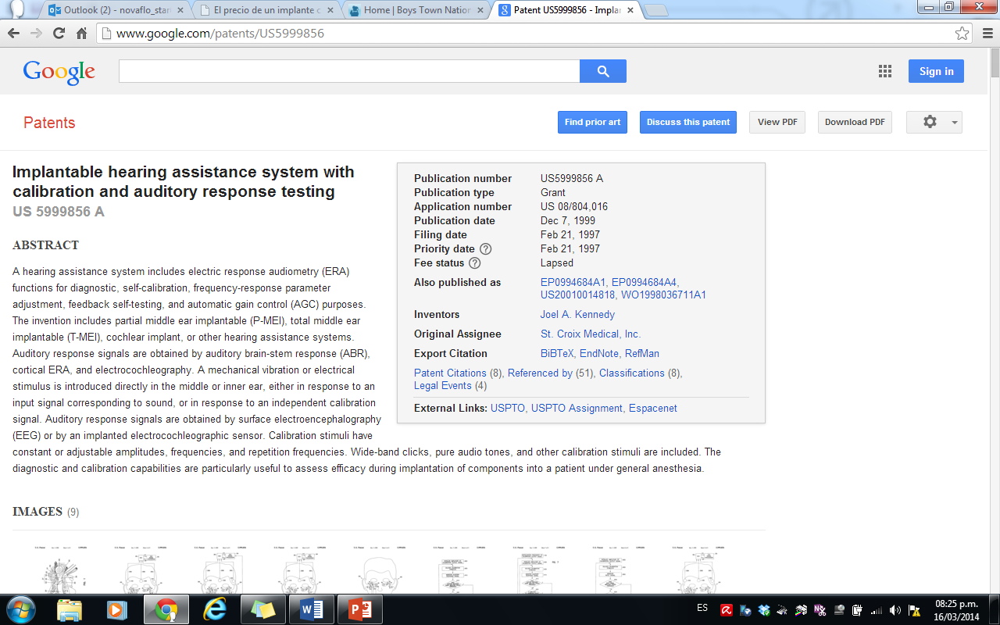 Outlook (2) - novaflo_star
El precio de un implante c
Home | Boys Town Nation
Patent US5999856 - Implan
www.google.com/patents/US5999856
Google
Sign in
Patents
Find prior art
Discuss this patent
View PDF
Download PDF
Implantable hearing assistance system with
calibration and auditory response testing
US 5999856 A
ABSTRACT
A hearing assistance system includes electric response audiometry (ERA)
functions for diagnostic, self-calibration, frequency-response parameter
adjustment, feedback self-testing, and automatic gain control (AGC) purposes.
The invention includes partial middle ear implantable (P-MEI), total middle ear
implantable (T-MEI), cochlear implant, or other hearing assistance systems.
Auditory response signals are obtained by auditory brain-stem response (ABR),
cortical ERA, and electrocochleography. A mechanical vibration or electrical
stimulus is introduced directly in the middle or inner ear, either in response to an
input signal corresponding to sound, or in response to an independent calibration
signal. Auditory response signals are obtained by surface electroencephalography
(EEG) or by an implanted electrocochleographic sensor. Calibration stimuli have
constant or adjustable amplitudes, frequencies, and repetition frequencies. Wide-band clicks, pure audio tones, and other calibration stimuli are included. The
diagnostic and calibration capabilities are particularly useful to assess efficacy during implantation of components into a patient under general anesthesia.
Publication number US5999856 A
Publication type Grant
Application number US 08/804,016
Publication date Dec 7, 1999
Filing date Feb 21, 1997
Priority date ? Feb 21, 1997
Fee status ? Lapsed
Also published as EP0994684A1, EP0994684A4,
US20010014818, WO1998036711A1
Inventors Joel A. Kennedy
Original Assignee St. Croix Medical, Inc.
Export Citation BiBTeX, EndNote, RefMan
Patent Citations (8), Referenced by (51), Classifications (8),
Legal Events (4)
External Links: USPTO, USPTO Assignment, Espacenet
IMAGES (9)
ES
08:25 p.m.
16/03/2014